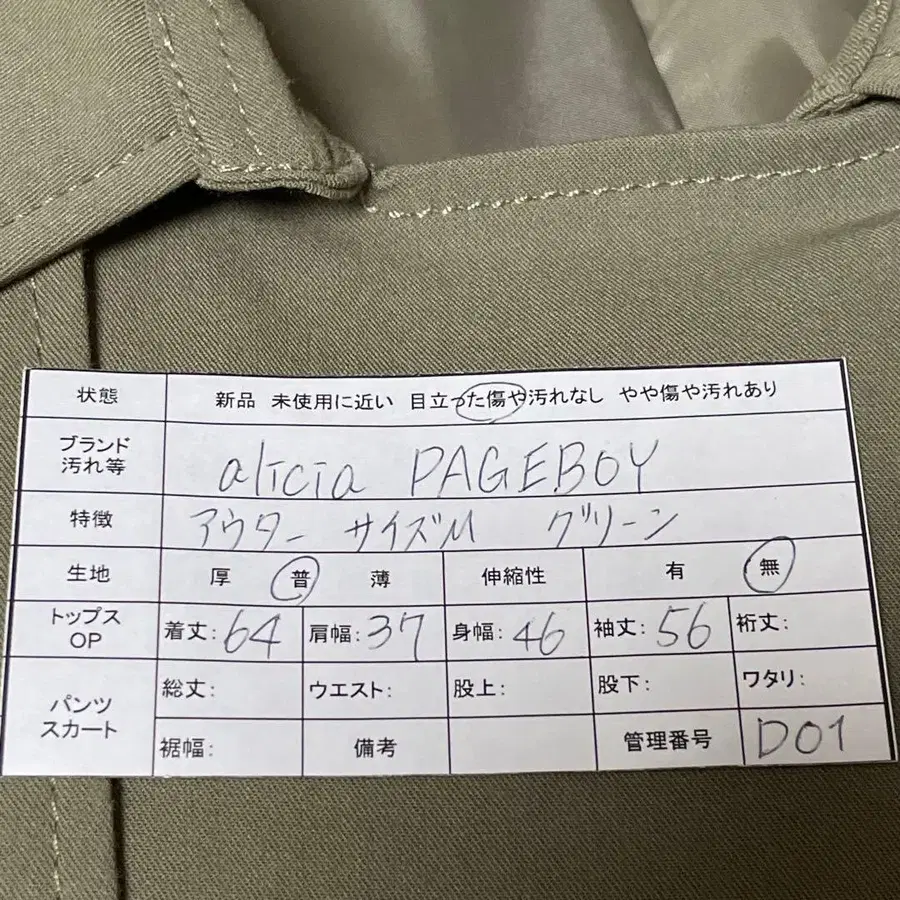 状態 新品 未使用に近い 目立った傷や汚れなし やや傷や汚れあり
ブランド
汚れ等 alicia PAGEBOY
特徴 アウター サイズM グリーン
生地 厚 普 薄 伸縮性 有 無
トップス
OP 着丈:64 肩幅:37 身幅:46 袖丈:56 裄丈:
パンツ
スカート 総丈: ウエスト: 股上: 股下: ワタリ:
裾幅: 備考 管理番号 D01